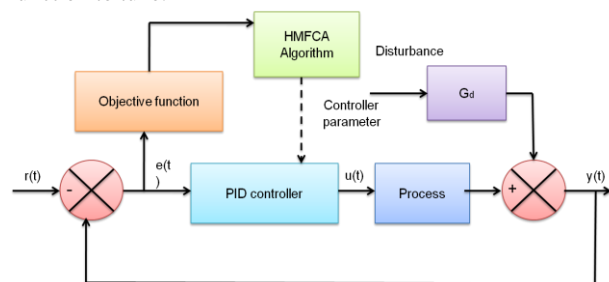 HMFCA
Algorithm
Disturbance
Objective function
Gd
Controller
parameter
r(t)
-
e(t
)
PID controller
u(t)
Process
+
y(t)